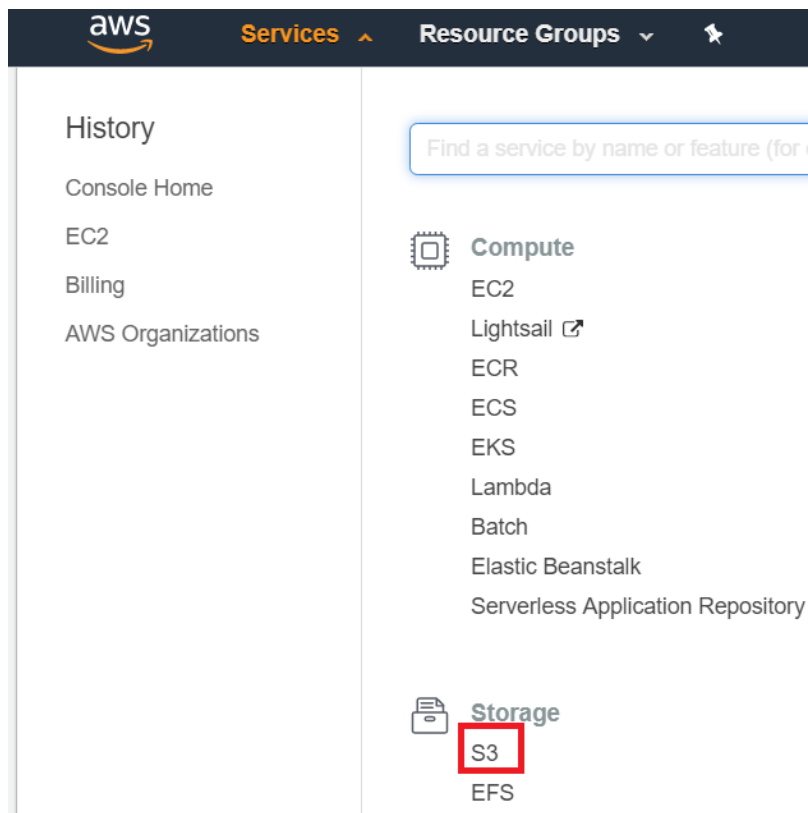 aws Services Resource Groups
History
Console Home
EC2
Billing
AWS Organizations
Find a service by name or feature (for
Compute
EC2
Lightsail
ECR
ECS
EKS
Lambda
Batch
Elastic Beanstalk
Serverless Application Repository
Storage
S3
EFS